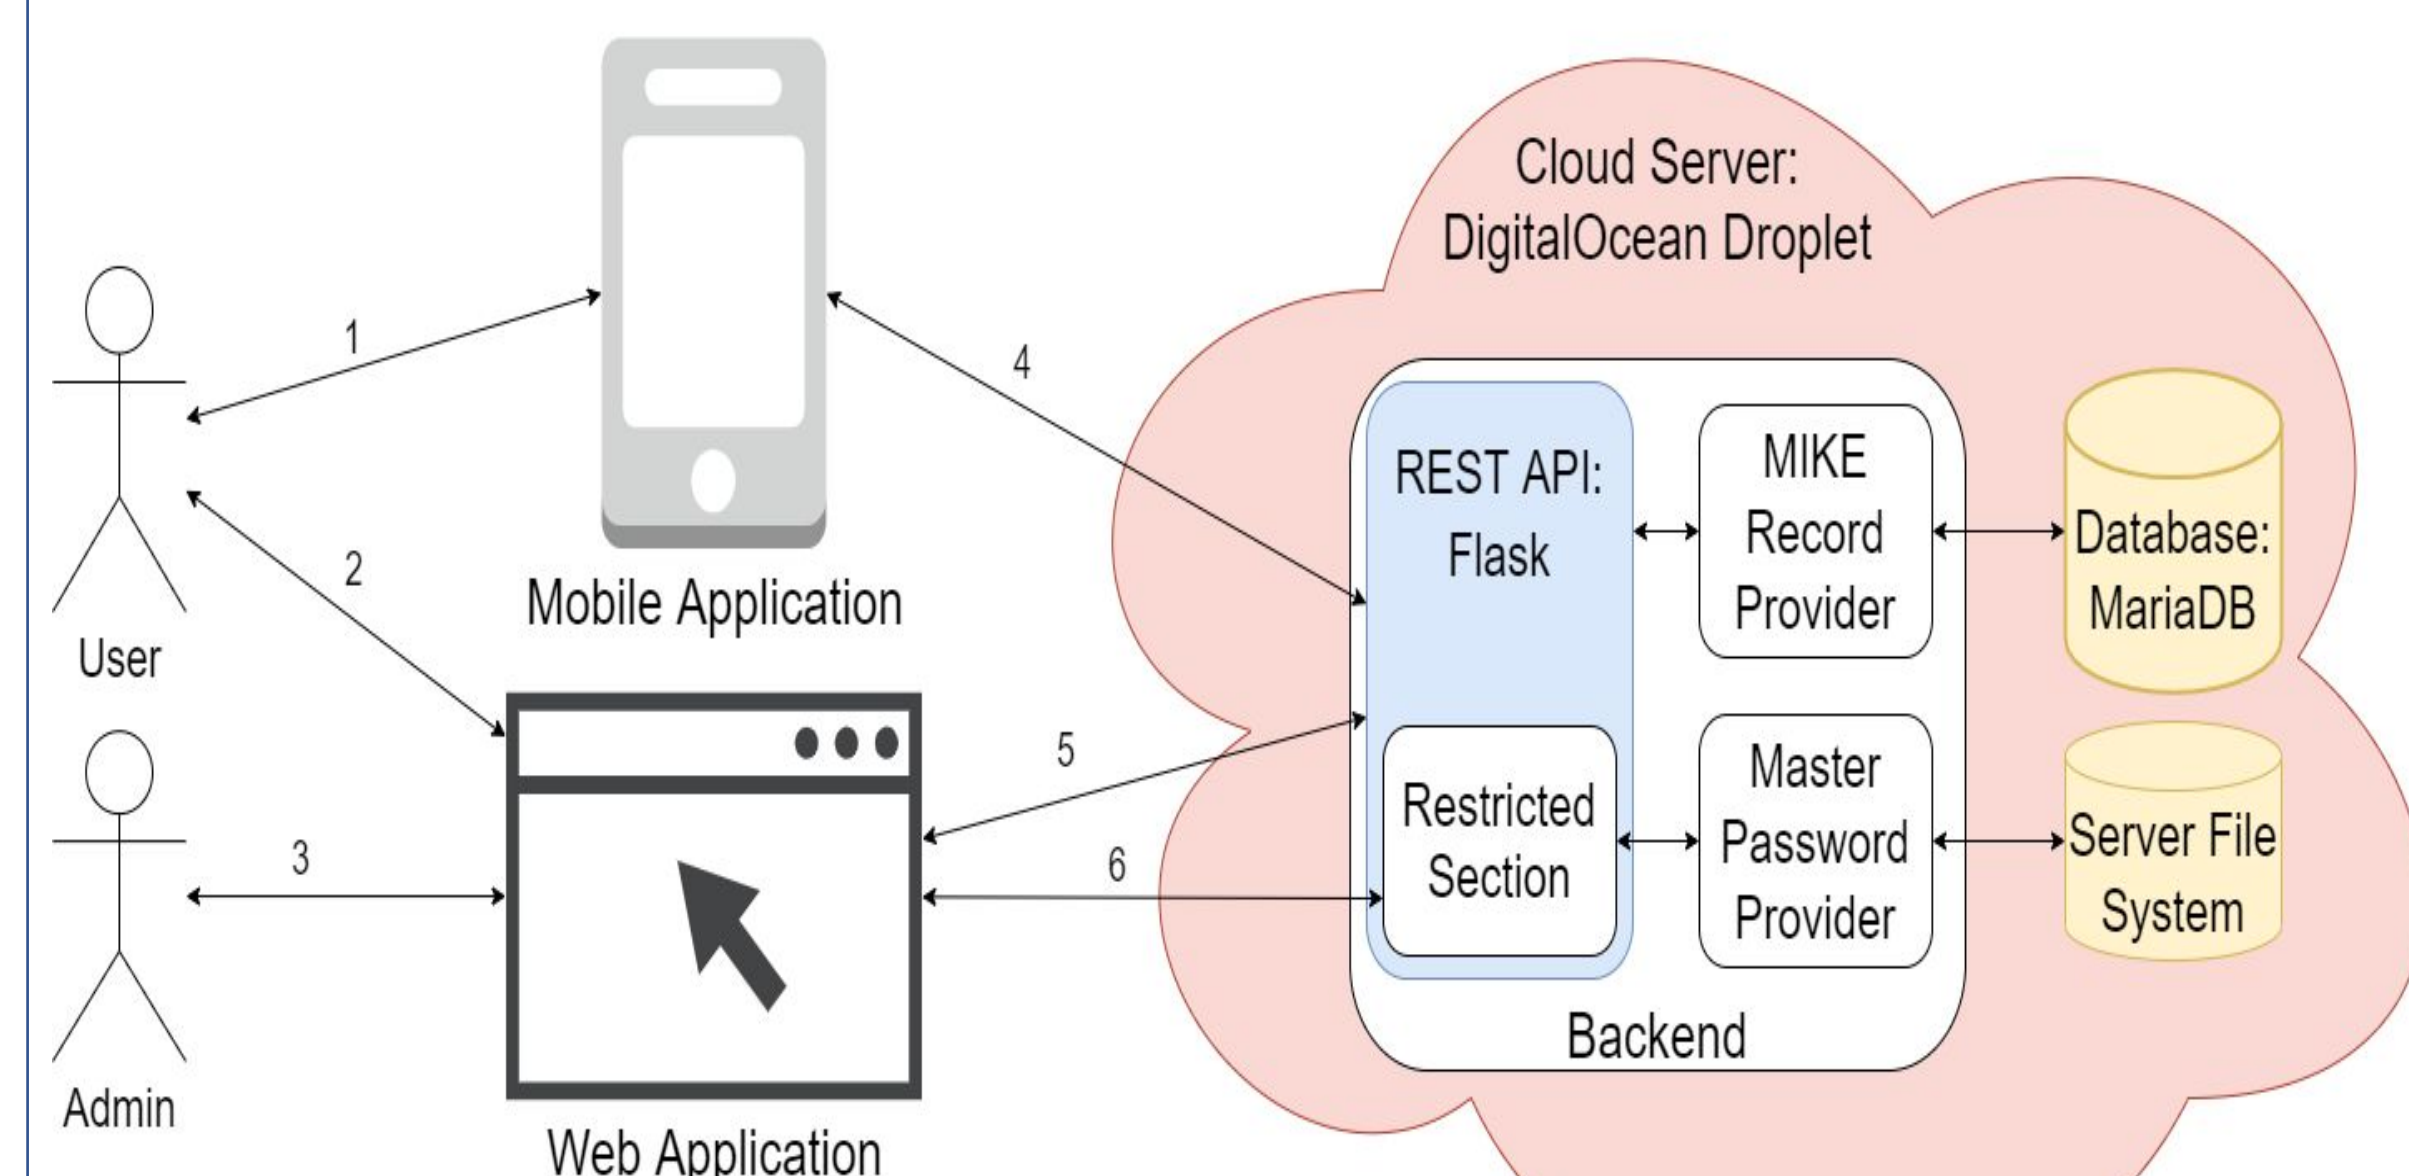 1
2
3
4
5
6
User
Admin
Mobile Application
Web Application
Cloud Server:
DigitalOcean Droplet
REST API:
Flask
Restricted
Section
MIKE
Record
Provider
Master
Password
Provider
Backend
Database:
MariaDB
Server File
System